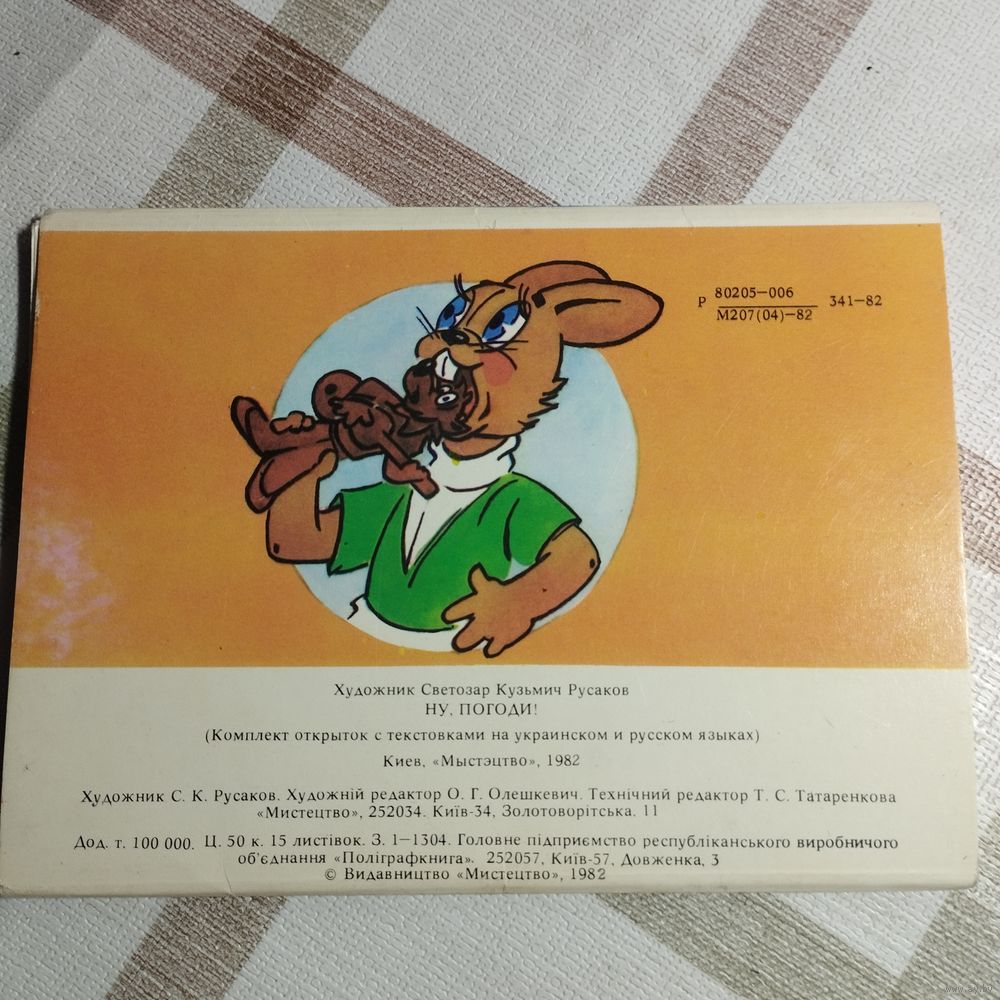 Р 80205—006 341—82
М207(04)—82
Художник Светозар Кузьмич Русаков
НУ, ПОГОДИ!
(Комплект открыток с текстовками на украинском и русском языках)
Киев, «Мыстэцтво», 1982
Художник С. К. Русаков. Художній редактор О. Г. Олешкевич. Технічний редактор Т. С. Татаренкова
«Мистецтво», 252034. Київ-34, Золотоворітська, 11
Дод. т. 100 000. Ц. 50 к. 15 листівок. З. 1—1304. Головне підприємство республіканського виробничого
об'єднання «Поліграфкнига». 252057, Київ-57, Довженка, 3
© Видавництво «Мистецтво», 1982
www.ay.by